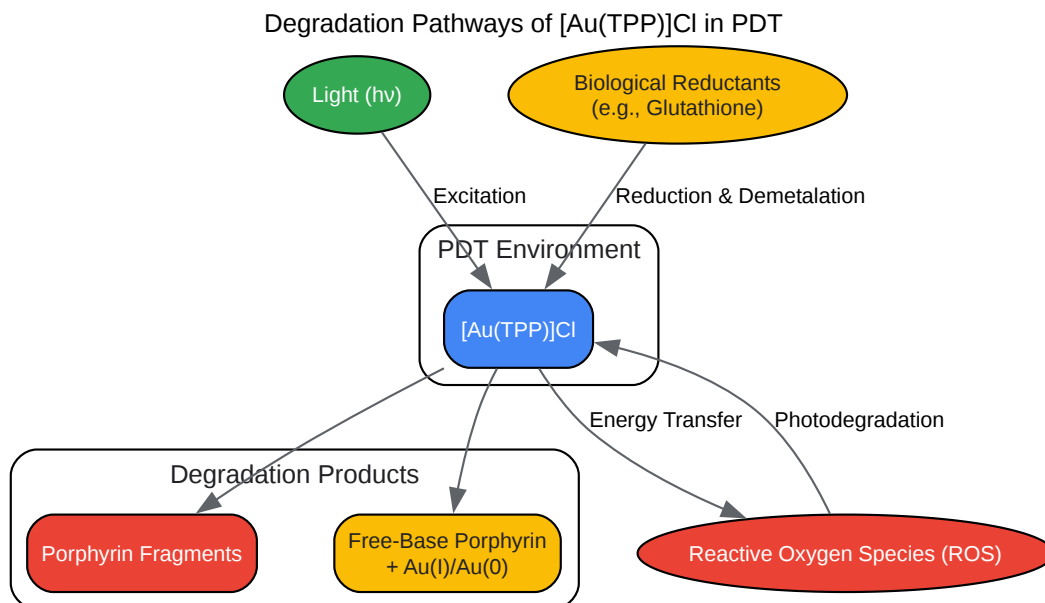 Degradation Pathways of [Au(TPP)]Cl in PDT
Light (hν)
Biological Reductants
(e.g., Glutathione)
Excitation
Reduction & Demetalation
PDT Environment
[Au(TPP)]Cl
Energy Transfer
Photodegradation
Degradation Products
Porphyrin Fragments
Free-Base Porphyrin
+ Au(I)/Au(0)
Reactive Oxygen Species (ROS)